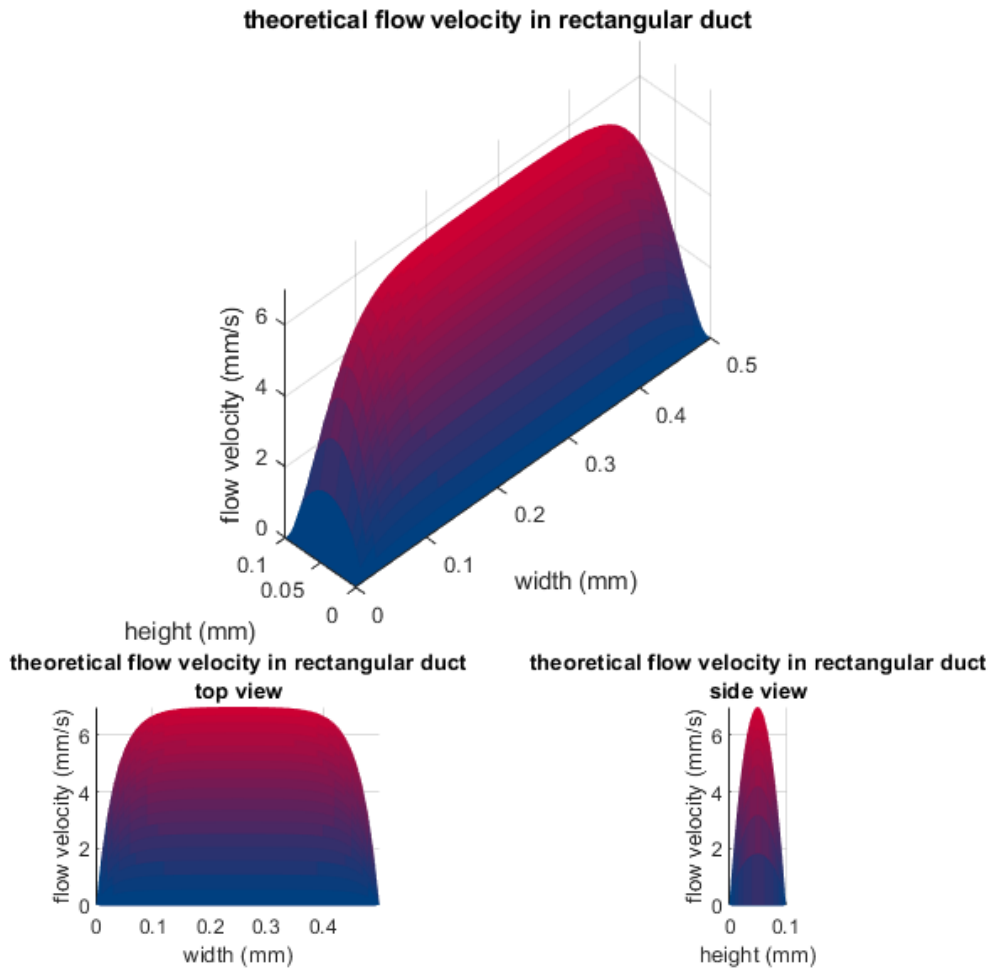 theoretical flow velocity in rectangular duct
flow velocity (mm/s)
6
4
2
0
0.1
0.05
0
height (mm)
0
0.1
0.2
0.3
0.4
0.5
width (mm)
theoretical flow velocity in rectangular duct
top view
flow velocity (mm/s)
6
4
2
0
0 0.1 0.2 0.3 0.4
width (mm)
theoretical flow velocity in rectangular duct
side view
flow velocity (mm/s)
6
4
2
0
0 0.1
height (mm)